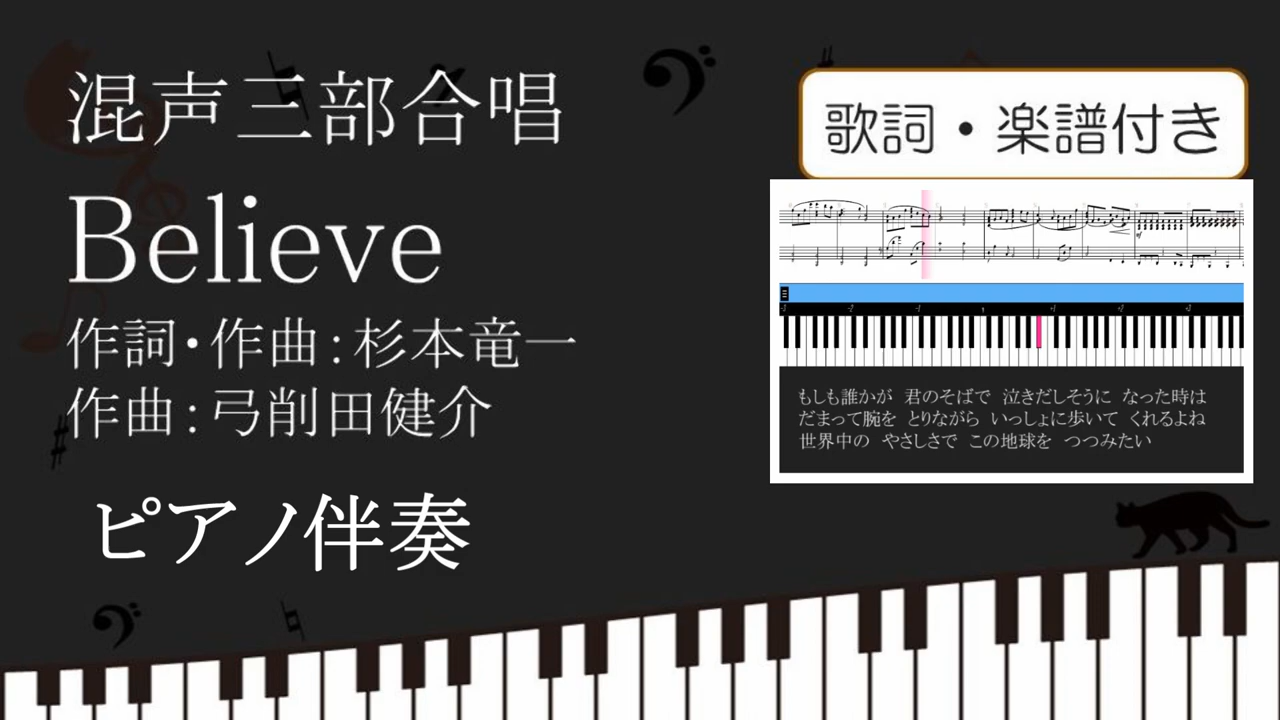 混声三部合唱
Believe
作詞・作曲:杉本竜一
作曲:弓削田健介
ピアノ伴奏
歌詞・楽譜付き
もしも誰かが 君のそばで 泣きだしそうに なった時は
だまって腕を とりながら いっしょに歩いて くれるよね
世界中の やさしさで この地球を つつみたい